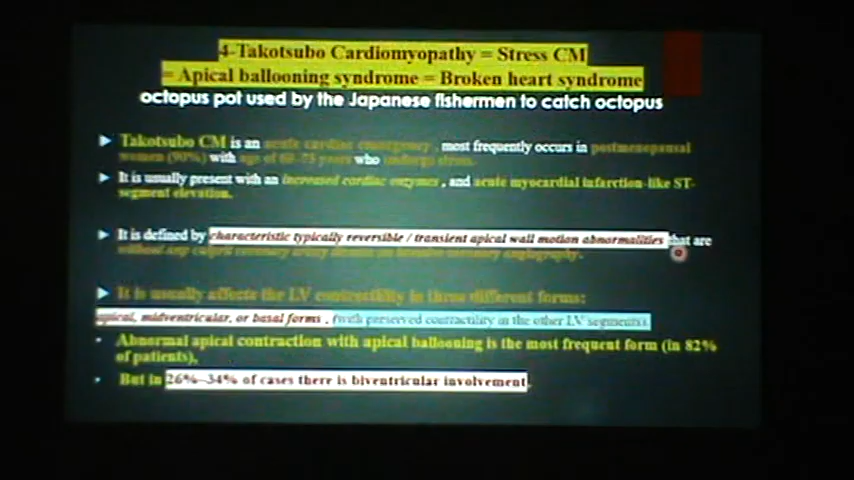 4-Takotsubo Cardiomyopathy = Stress CM
= Apical ballooning syndrome = Broken heart syndrome
octopus pot used by the Japanese fishermen to catch octopus
Takotsubo CM is an acute cardiac emergency, most frequently occurs in postmenopausal
women (90%) with age of years who stress.
It is usually present with an increased cardiac enzymes, and acute myocardial infarction-like ST-
segment elevation.
It is defined by characteristic typically reversible / transient apical wall motion abnormalities that are
without any culprit coronary artery coronary angiography.
It is usually affects the LV contractility in three different forms:
apical, midventricular, or basal forms, (with preserved contractility in the other LV segments).
Abnormal apical contraction with apical ballooning is the most frequent form (in 82%
of patients),
But in 26%-34% of cases there is biventricular involvement.